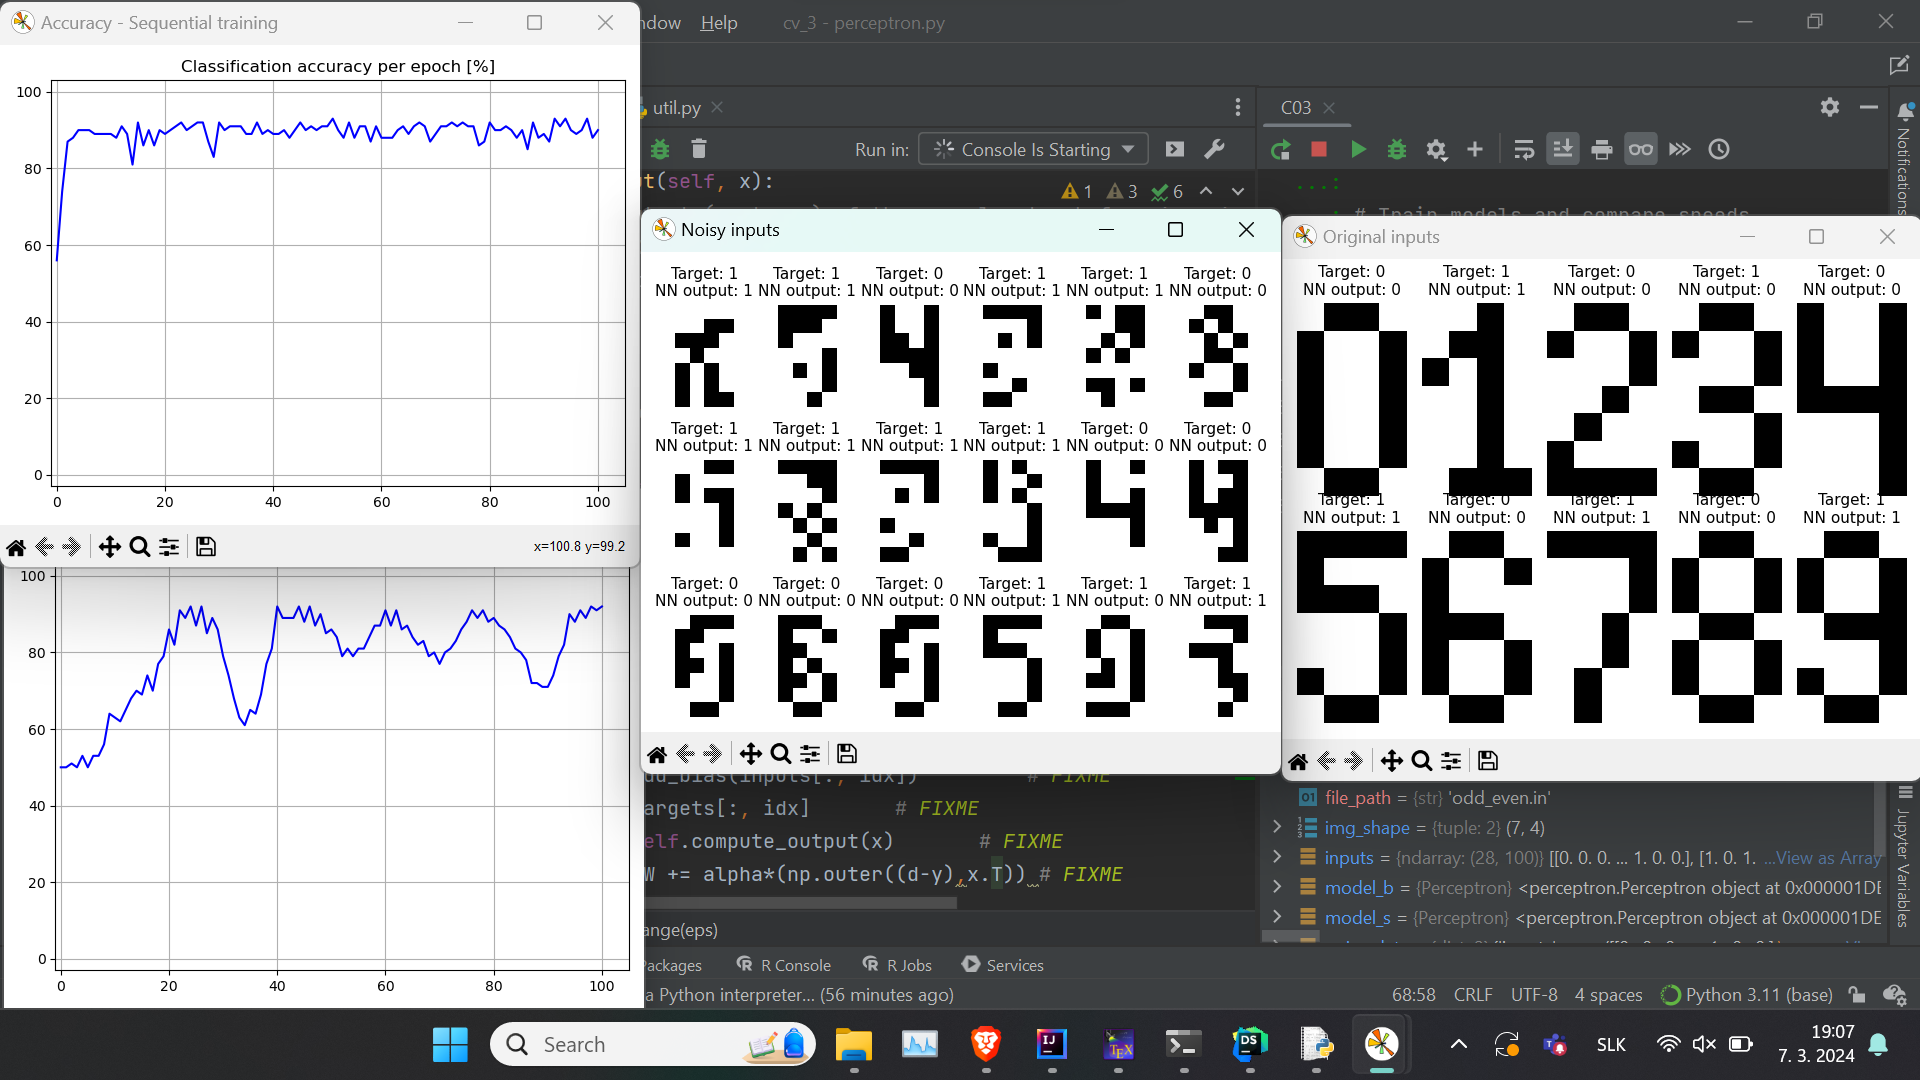 Accuracy - Sequential training
ndow Help cv_3 - perceptron.py
Classification accuracy per epoch [%]
100
80
60
40
20
0
0 20 40 60 80 100
x=100.8 y=99.2
100
80
60
40
20
0
0 20 40 60 80 100
util.py
C03
Run in: Console Is Starting
t(self, x):
1 3 6
# Train models and compare speeds
Notifications
Noisy inputs
Target: 1 Target: 1 Target: 0 Target: 1 Target: 1 Target: 0
NN output: 1 NN output: 1 NN output: 0 NN output: 1 NN output: 1 NN output: 0
Target: 1 Target: 1 Target: 1 Target: 1 Target: 0 Target: 0
NN output: 1 NN output: 1 NN output: 1 NN output: 1 NN output: 0 NN output: 0
Target: 0 Target: 0 Target: 0 Target: 1 Target: 1 Target: 1
NN output: 0 NN output: 0 NN output: 0 NN output: 1 NN output: 0 NN output: 1
Original inputs
Target: 0 Target: 1 Target: 0 Target: 1 Target: 0
NN output: 0 NN output: 1 NN output: 0 NN output: 0 NN output: 0
Target: 1 Target: 0 Target: 1 Target: 0 Target: 1
NN output: 1 NN output: 0 NN output: 1 NN output: 0 NN output: 1
dd_bias(inputs[:, idx]) # FIXME
argets[:, idx] # FIXME
elf.compute_output(x) # FIXME
W += alpha*(np.outer((d-y),x.T)) # FIXME
ange(eps)
file_path = {str} 'odd_even.in'
img_shape = {tuple: 2} (7, 4)
inputs = {ndarray: (28, 100)} [[0. 0. 0. ... 1. 0. 0.], [1. 0. 1. ...View as Array
model_b = {Perceptron} <perceptron.Perceptron object at 0x000001DE
model_s = {Perceptron} <perceptron.Perceptron object at 0x000001DE
Jupyter Variables
Packages R Console R Jobs Services
a Python interpreter... (56 minutes ago)
68:58 CRLF UTF-8 4 spaces Python 3.11 (base)
Search
SLK
19:07
7. 3. 2024